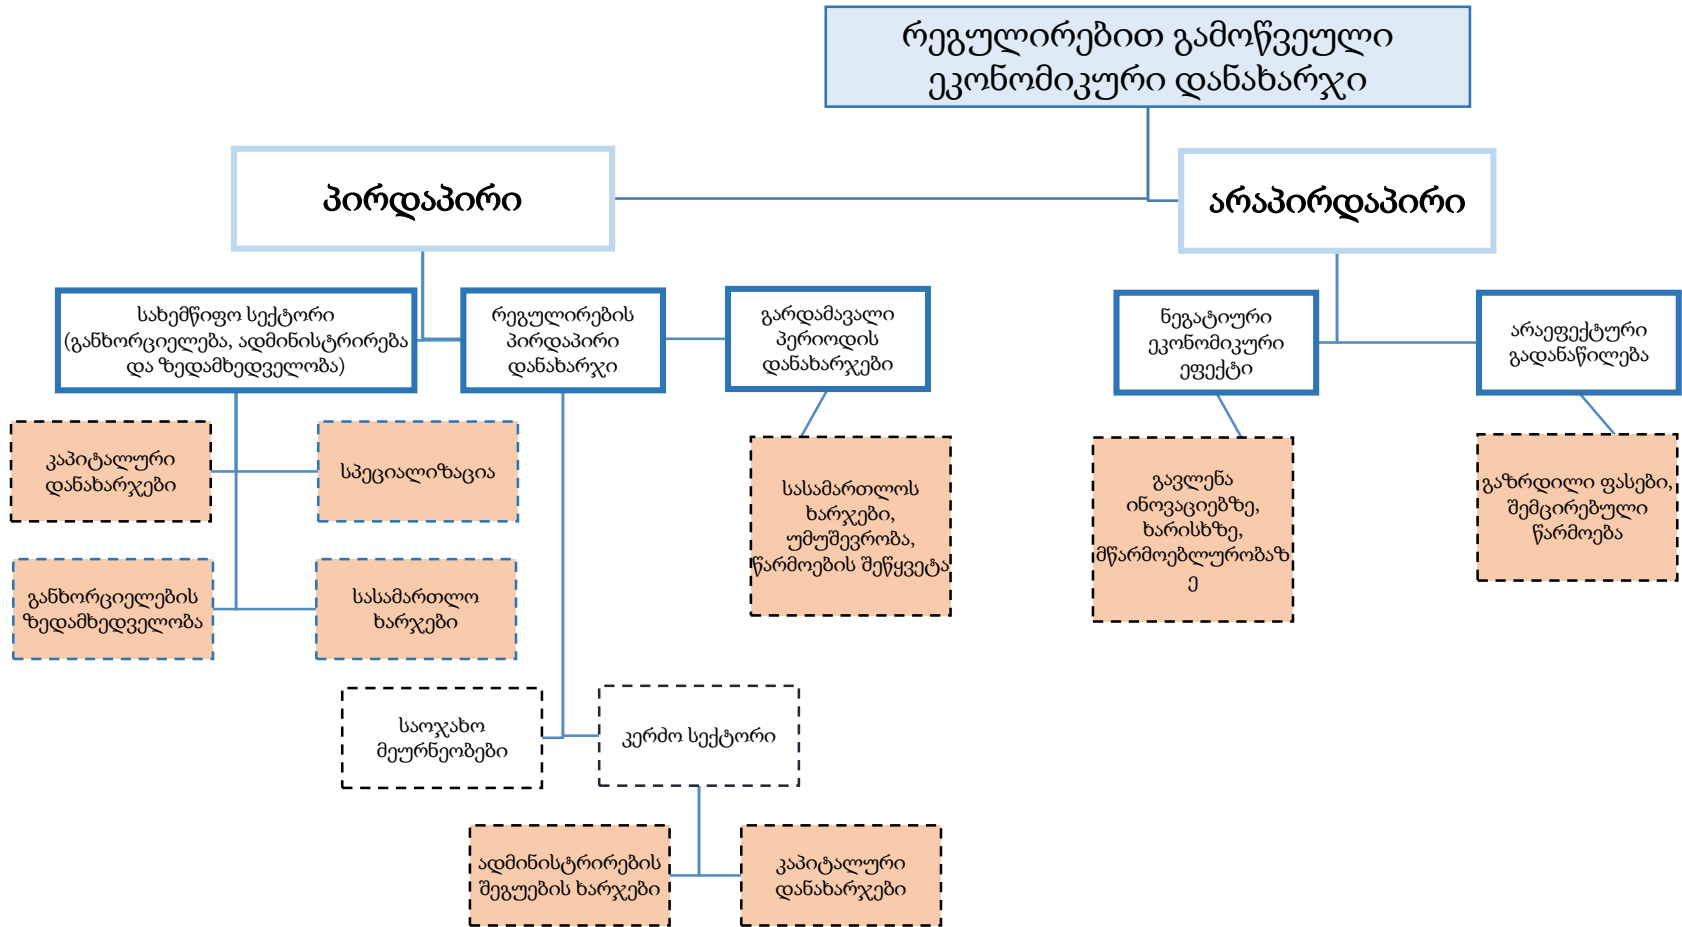 რეგულირებით გამოწვეული
ეკონომიკური დანახარჯი
პირდაპირი
არაპირდაპირი
სახემწიფო სექტორი
(განხორციელება, ადმინისტრირება
და ზედამხედველობა)
რეგულირების
პირდაპირი
დანახარჯი
გარდამავალი
პერიოდის
დანახარჯები
ნეგატიური
ეკონომიკური
ეფექტი
არაეფექტური
გადანაწილება
კაპიტალური
დანახარჯები
სპეციალიზაცია
სასამართლოს
ხარჯები,
უმუშევრობა,
წარმოების შეწყვეტა
გავლენა
ინოვაციებზე,
ხარისხზე,
მწარმოებლურობაზ
ე
გაზრდილი ფასები,
შემცირებული
წარმოება
განხორციელების
ზედამხედველობა
სასამართლო
ხარჯები
საოჯახო
მეურნეობები
კერძო სექტორი
ადმინისტრირების
შეგუების ხარჯები
კაპიტალური
დანახარჯები